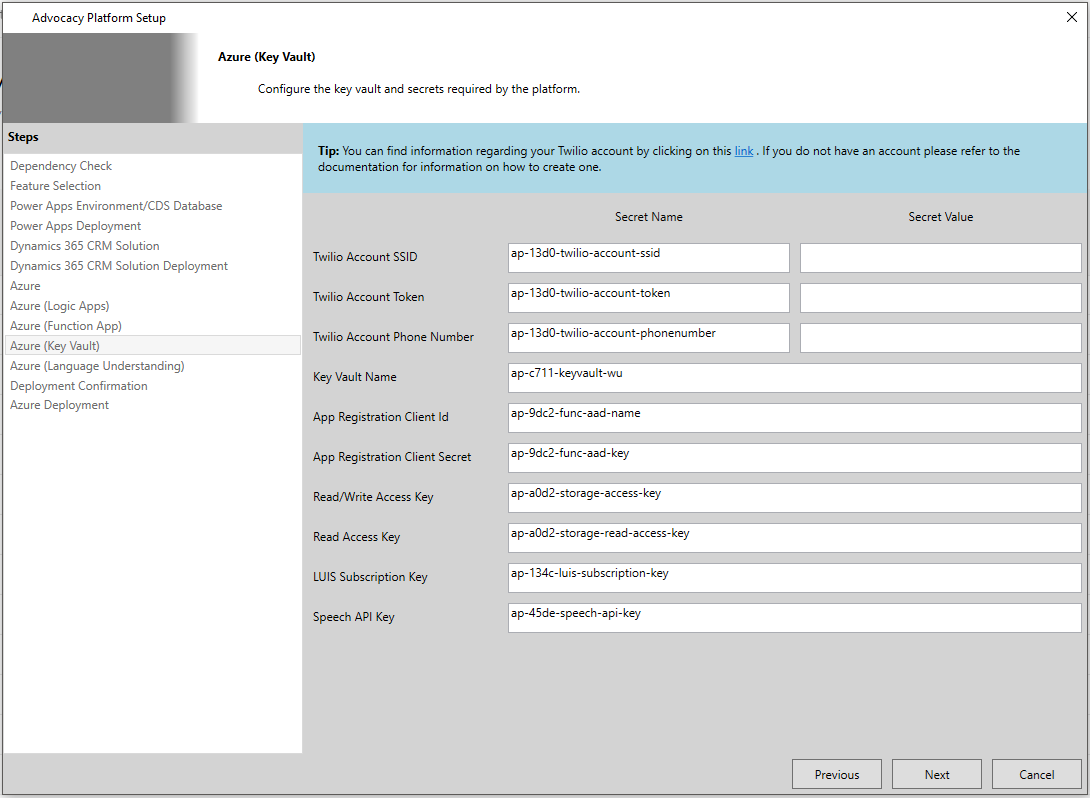 Advocacy Platform Setup
Azure (Key Vault)
Configure the key vault and secrets required by the platform.
Steps
Dependency Check
Feature Selection
Power Apps Environment/CDS Database
Power Apps Deployment
Dynamics 365 CRM Solution
Dynamics 365 CRM Solution Deployment
Azure
Azure (Logic Apps)
Azure (Function App)
Azure (Key Vault)
Azure (Language Understanding)
Deployment Confirmation
Azure Deployment
Tip: You can find information regarding your Twilio account by clicking on this link . If you do not have an account please refer to the
documentation for information on how to create one.
Secret Name Secret Value
Twilio Account SSID ap-13d0-twilio-account-ssid
Twilio Account Token ap-13d0-twilio-account-token
Twilio Account Phone Number ap-13d0-twilio-account-phonenumber
Key Vault Name ap-c711-keyvault-wu
App Registration Client Id ap-9dc2-func-aad-name
App Registration Client Secret ap-9dc2-func-aad-key
Read/Write Access Key ap-a0d2-storage-access-key
Read Access Key ap-a0d2-storage-read-access-key
LUIS Subscription Key ap-134c-luis-subscription-key
Speech API Key ap-45de-speech-api-key
Previous Next Cancel